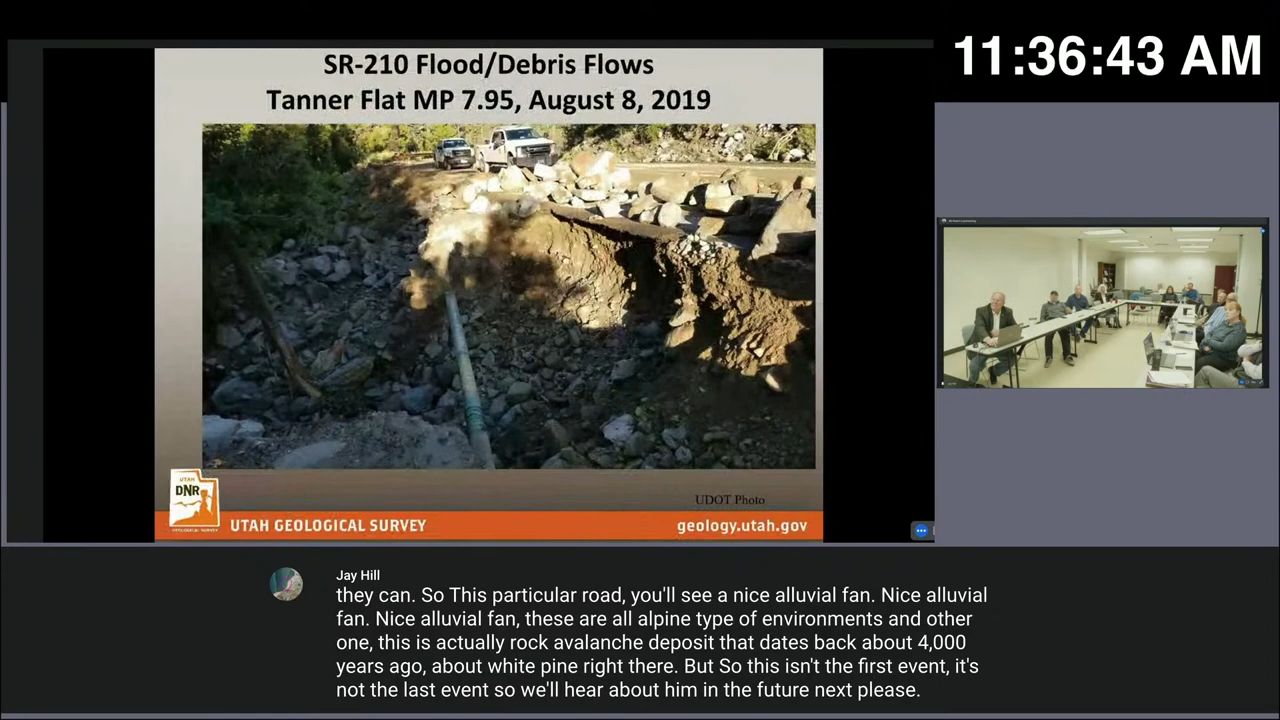 11:36:43 AM
SR-210 Flood/Debris Flows
Tanner Flat MP 7.95, August 8, 2019
UDOT Photo
UTAH
DNR
GEOLOGICAL SURVEY
UTAH GEOLOGICAL SURVEY
geology.utah.gov
Jay Hill
they can. So This particular road, you'll see a nice alluvial fan. Nice alluvial
fan. Nice alluvial fan, these are all alpine type of environments and other
one, this is actually rock avalanche deposit that dates back about 4,000
years ago, about white pine right there. But So this isn't the first event, it's
not the last event so we'll hear about him in the future next please.